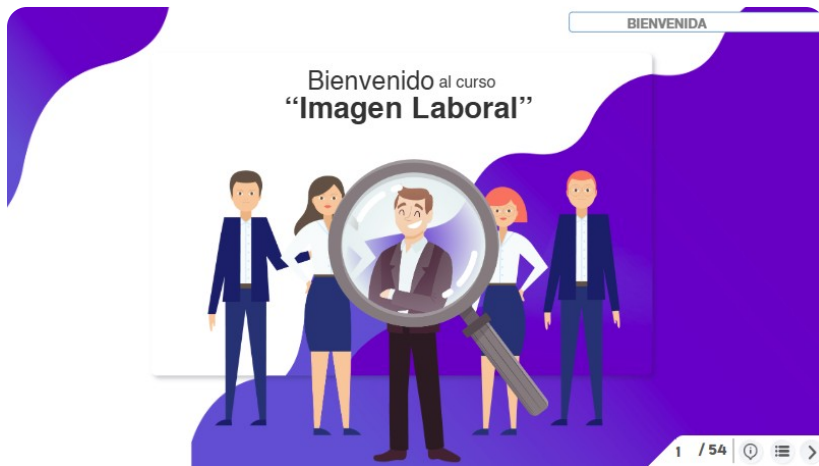 BIENVENIDA
Bienvenido al curso
“Imagen Laboral”
1 / 54